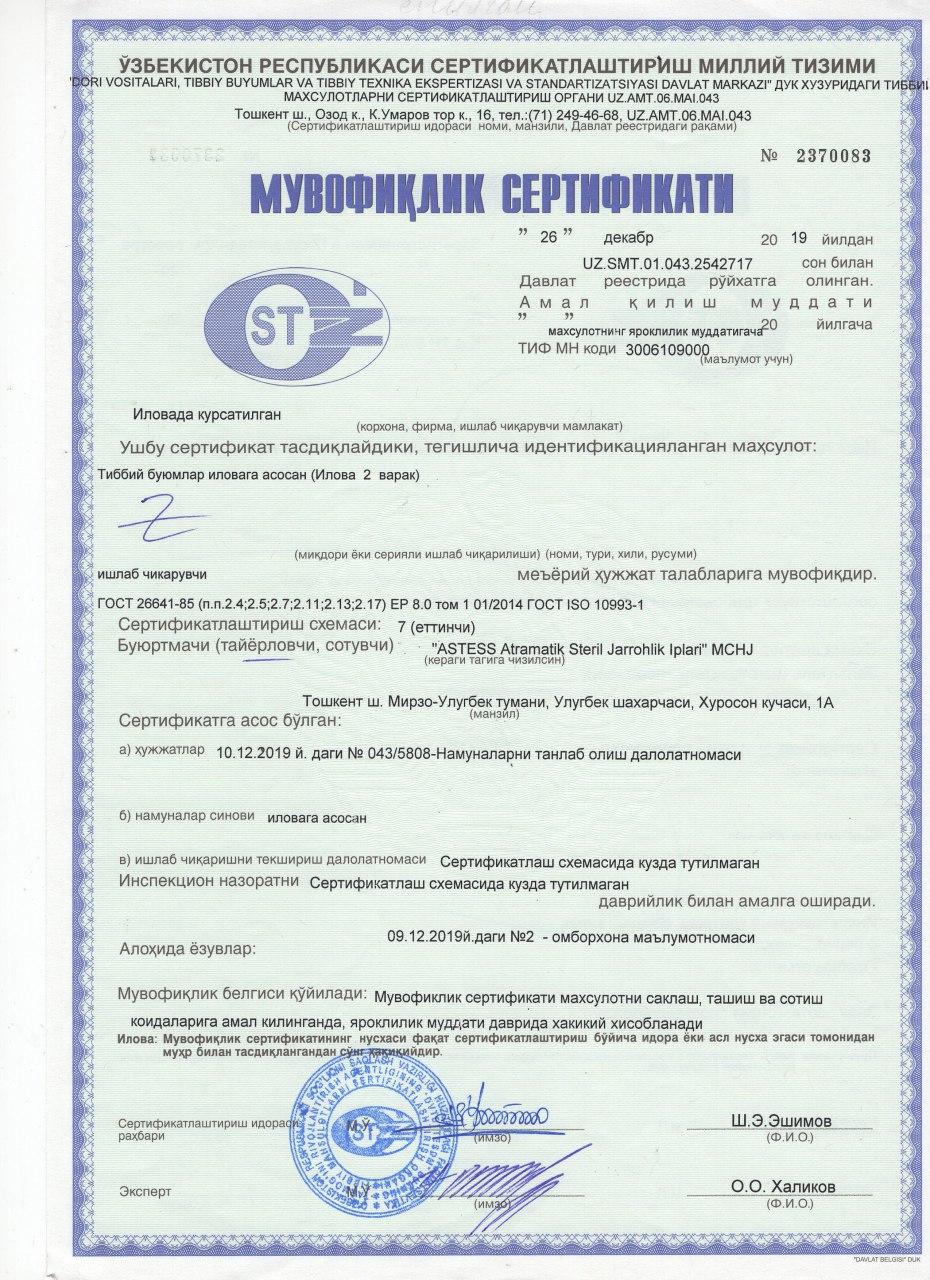 ЎЗБЕКИСТОН РЕСПУБЛИКАСИ СЕРТИФИКАТЛАШТИРИШ МИЛЛИЙ ТИЗИМИ
"DORI VOSITALARI, TIBBIY BUYUMLAR VA TIBBIY TEXNIKA EKSPERTIZASI VA STANDARTIZATSIYASI DAVLAT MARKAZI" ДУК ХУЗУРИДАГИ
МАХСУЛОТЛАРНИ СЕРТИФИКАТЛАШТИРИШ ОРГАНИ UZ.AMT.06.MAI.043
Тошкент ш., Озод к., К.Умаров тор к., 16, тел.:(71) 249-46-68, UZ.AMT.06.MAI.043
(Сертификатлаштириш идораси номи, манзили, Давлат реестридаги раками)
№ 2370083
МУВОФИҚЛИК СЕРТИФИКАТИ
" 26 " декабр 20 19 йилдан
UZ.SMT.01.043.2542717 сон билан
Давлат реестрида рўйхатга олинган.
Амал қилиш муддати
" " махсулотнинг яроклилик муддатигача 20 йилгача
ТИФ МН коди 3006109000
(маълумот учун)
ST
Иловада курсатилган
(корхона, фирма, ишлаб чиқарувчи мамлакат)
Ушбу сертификат тасдиқлайдики, тегишлича идентификацияланган маҳсулот:
Тиббий буюмлар иловага асосан (Илова 2 варак)
(миқдори ёки серияли ишлаб чиқарилиши) (номи, тури, хили, русуми)
ишлаб чикарувчи меъёрий ҳужжат талабларига мувофиқдир.
ГОСТ 26641-85 (п.п.2.4;2.5;2.7;2.11;2.13;2.17) ЕР 8.0 том 1 01/2014 ГОСТ ISO 10993-1
Сертификатлаштириш схемаси: 7 (еттинчи)
Буюртмачи (тайёрловчи, сотувчи) "ASTESS Atramatik Steril Jarrohlik Iplari" MCHJ
(кераги тагига чизилсин)
Тошкент ш. Мирзо-Улугбек тумани, Улугбек шахарчаси, Хуросон кучаси, 1А
(манзил)
Сертификатга асос бўлган:
а) ҳужжатлар 10.12.2019 й. даги № 043/5808-Намуналарни танлаб олиш далолатномаси
б) намуналар синови иловага асосан
в) ишлаб чиқаришни текшириш далолатномаси Сертификатлаш схемасида кузда тутилмаган
Инспекцион назоратни Сертификатлаш схемасида кузда тутилмаган
даврийлик билан амалга оширади.
09.12.2019й.даги №2 - омборхона маълумотномаси
Алоҳида ёзувлар:
Мувофиқлик белгиси қўйилади: Мувофиклик сертификати махсулотни саклаш, ташиш ва сотиш
коидаларига амал килинганда, яроклилик муддати даврида хакикий хисобланади
Илова: Мувофиқлик сертификатининг нусхаси фақат сертификатлаштириш бўйича идора ёки асл нусха эгаси томонидан
муҳр билан тасдиқлангандан сўнг ҳақиқийдир.
Сертификатлаштириш идораси
раҳбари
М.Ў.
(имзо)
Ш.Э.Эшимов
(Ф.И.О.)
Эксперт
М.Ў.
(имзо)
О.О. Халиков
(Ф.И.О.)
"DAVLAT BELGISI" DUK